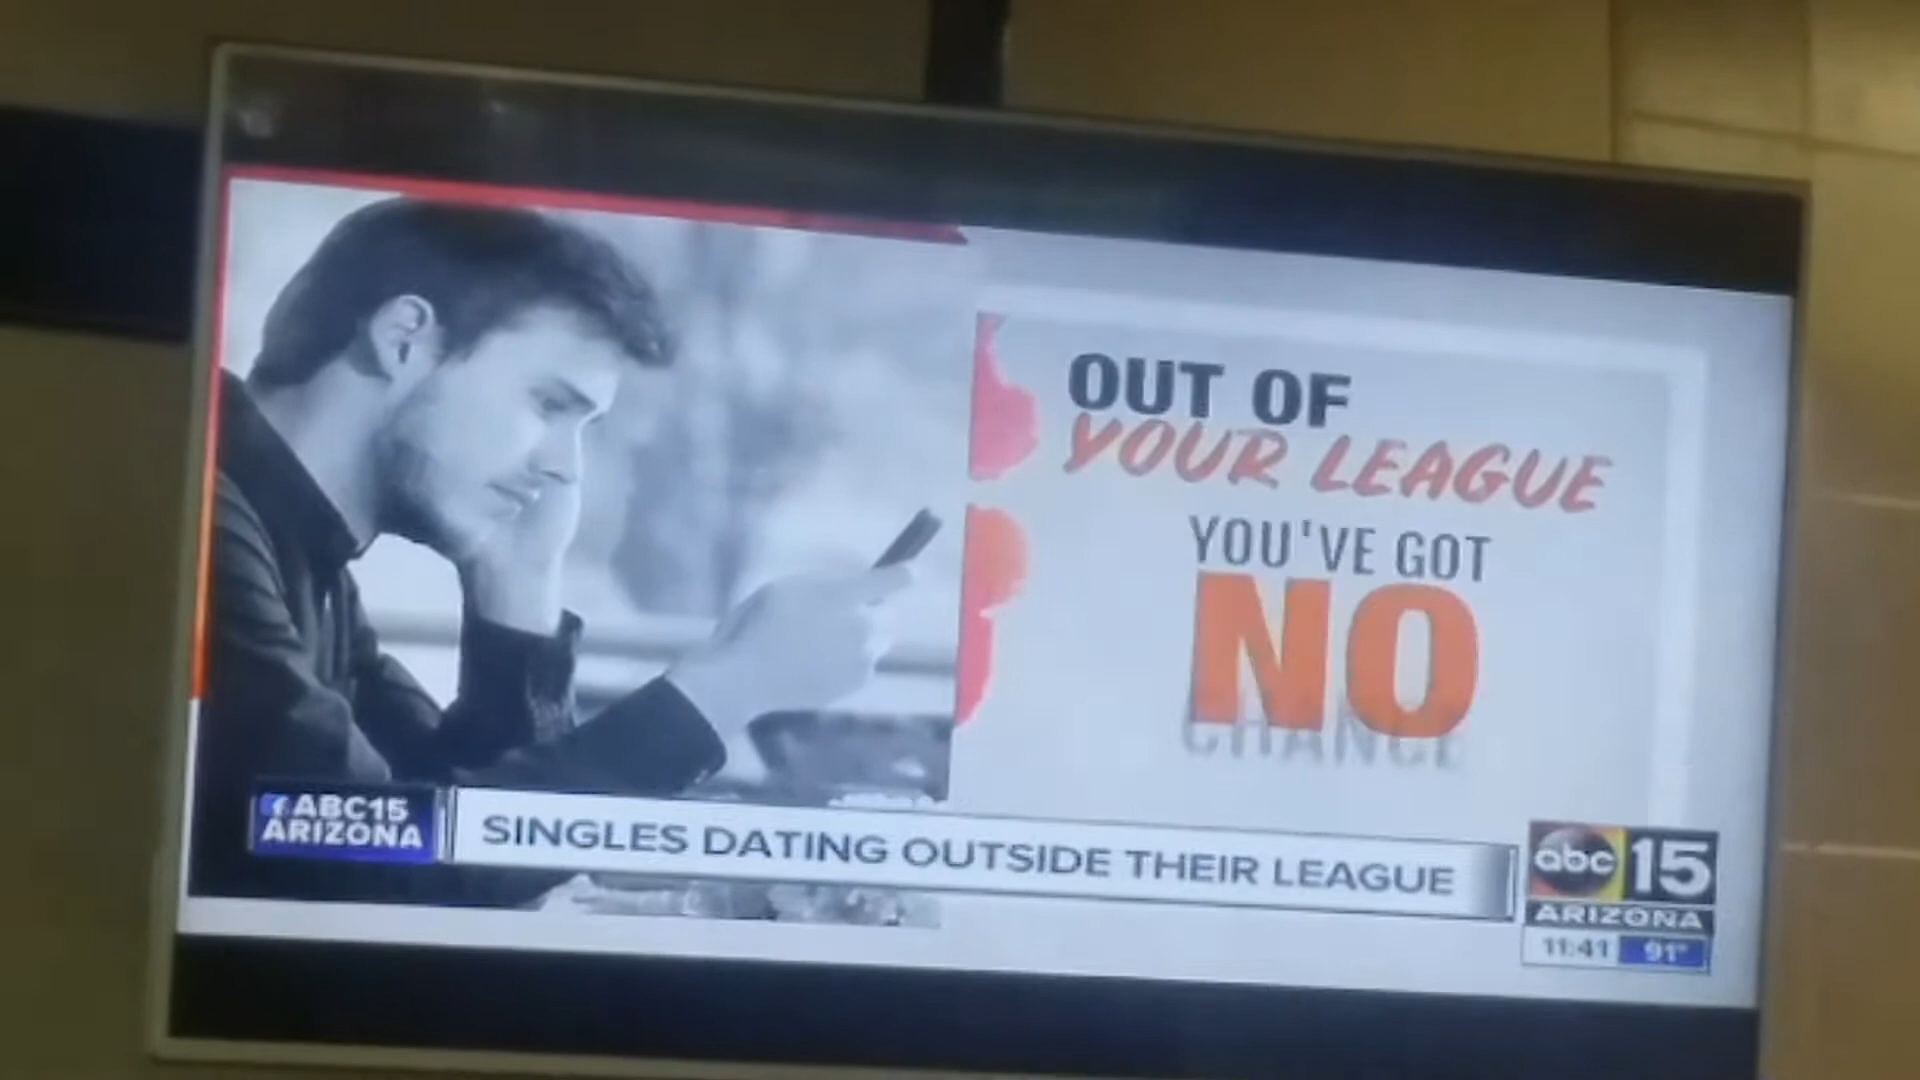 OUT OF
YOUR LEAGUE
YOU'VE GOT
NO
CHANCE
f ABC15
ARIZONA
SINGLES DATING OUTSIDE THEIR LEAGUE
abc 15
ARIZONA
11:41 91°